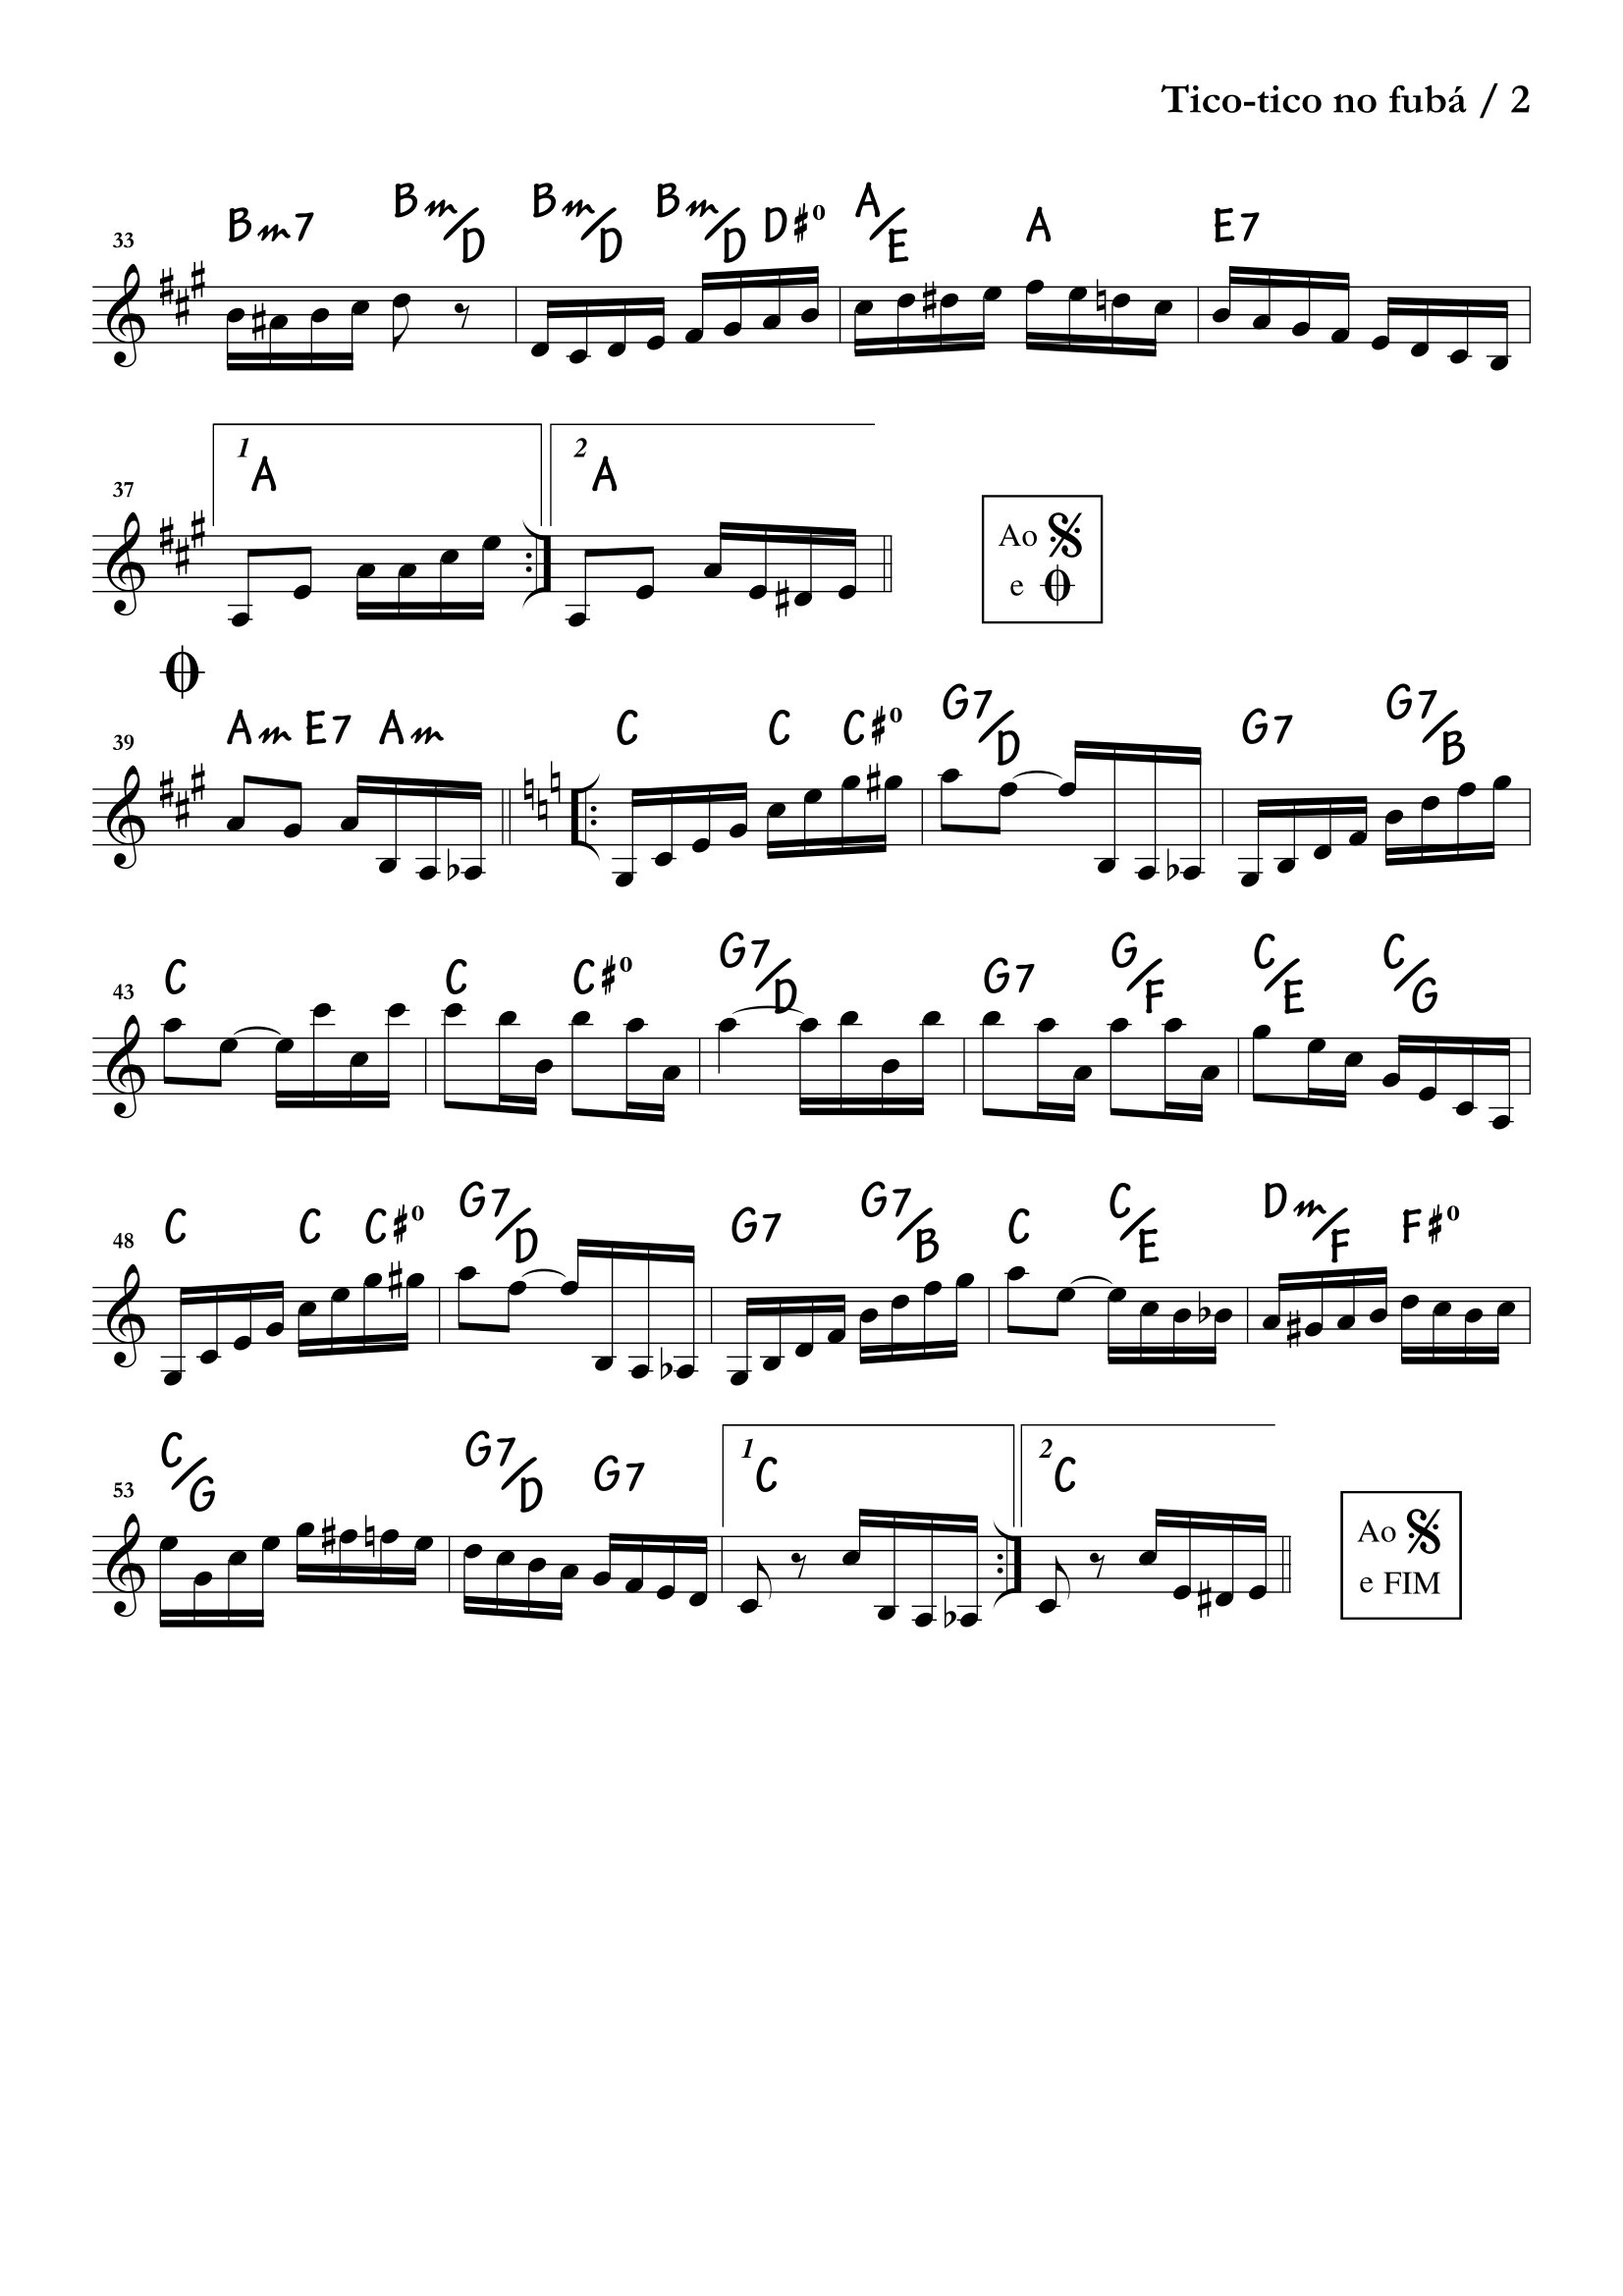 Tico-tico no fubá / 2
Bm7 Bm/D Bm/D Bm/D D♯º A/E A E7
33
1 2
A A
37
Ao
e
Am E7 Am C C C♯º G7/D G7 G7/B
39
C C C♯º G7/D G7 G/F C/E C/G
43
C C C♯º G7/D G7 G7/B C C/E Dm/F F♯º
48
C/G G7/D G7 1 C 2 C
53
Ao
e FIM